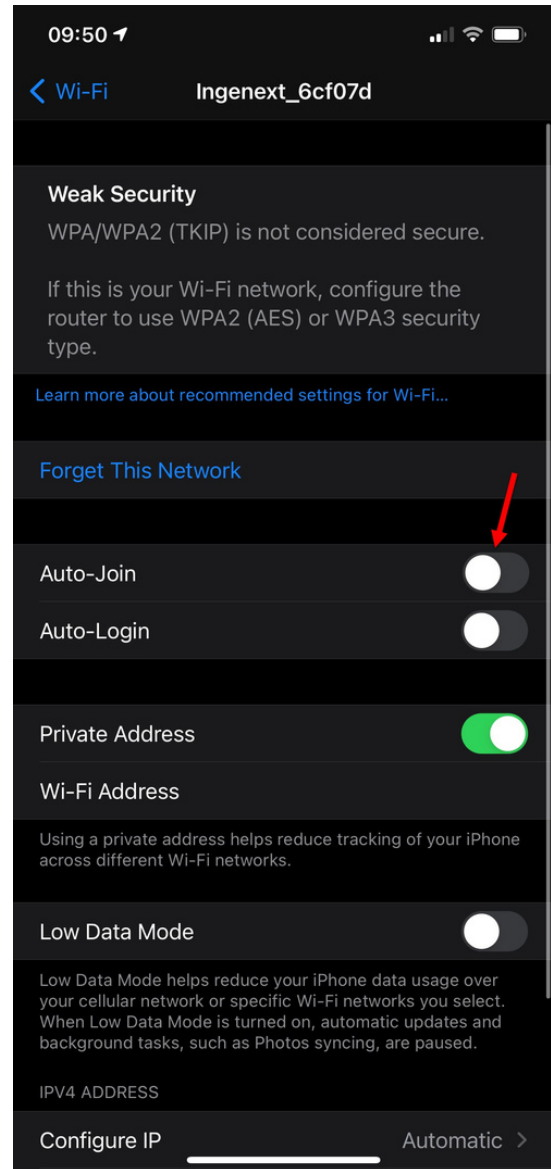 09:50
Wi-Fi
Ingenext_6cf07d
Weak Security
WPA/WPA2 (TKIP) is not considered secure.
If this is your Wi-Fi network, configure the
router to use WPA2 (AES) or WPA3 security
type.
Learn more about recommended settings for Wi-Fi...
Forget This Network
Auto-Join
Auto-Login
Private Address
Wi-Fi Address
Using a private address helps reduce tracking of your iPhone
across different Wi-Fi networks.
Low Data Mode
Low Data Mode helps reduce your iPhone data usage over
your cellular network or specific Wi-Fi networks you select.
When Low Data Mode is turned on, automatic updates and
background tasks, such as Photos syncing, are paused.
IPV4 ADDRESS
Configure IP Automatic